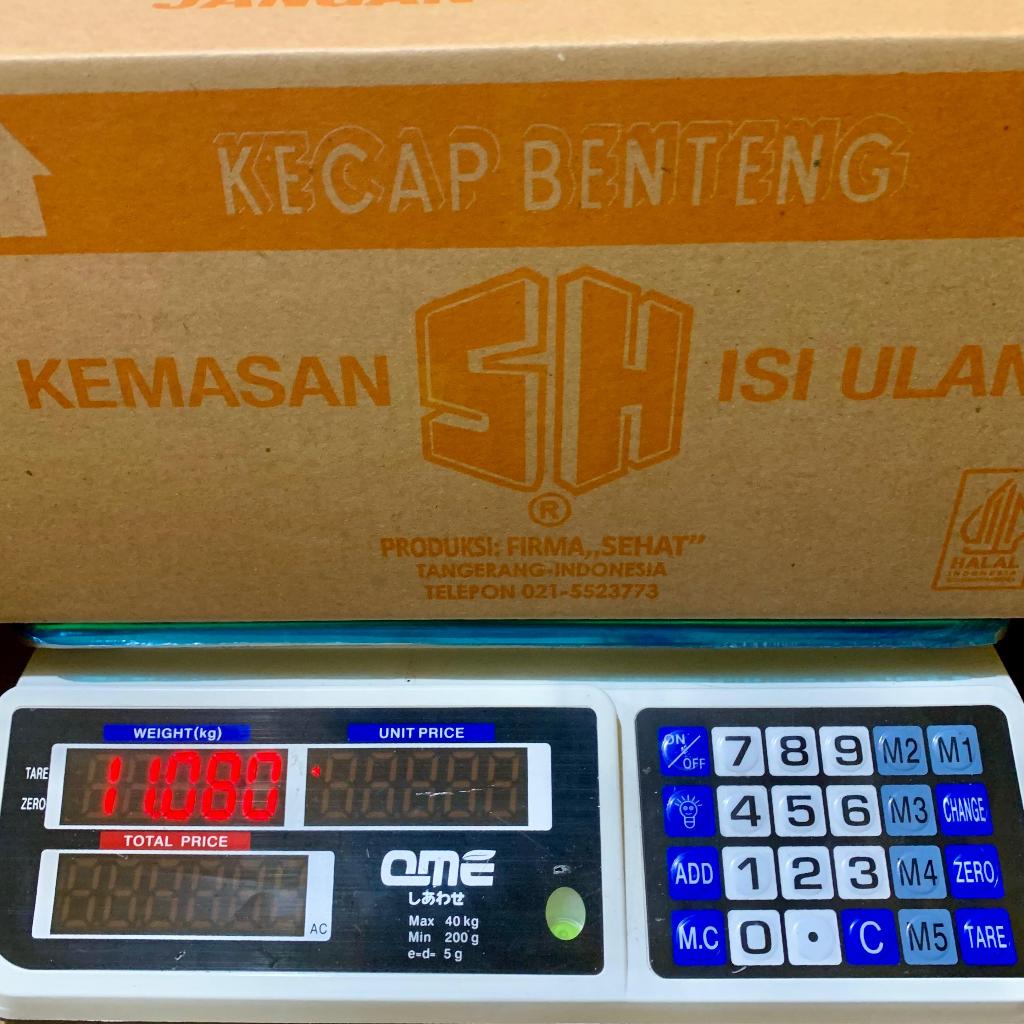 JANGAN
KECAP BENTENG
KEMASAN SH ISI ULAN
®
PRODUKSI: FIRMA,,SEHAT”
TANGERANG-INDONESIA
TELEPON 021-5523773
HALAL
INDONESIA
WEIGHT(kg) UNIT PRICE
TARE
ZERO
11.080
TOTAL PRICE
AC
QME
しあわせ
Max 40 kg
Min 200 g
e=d= 5 g
ON/OFF 7 8 9 M2 M1
4 5 6 M3 CHANGE
ADD 1 2 3 M4 ZERO
M.C 0 • C M5 TARE